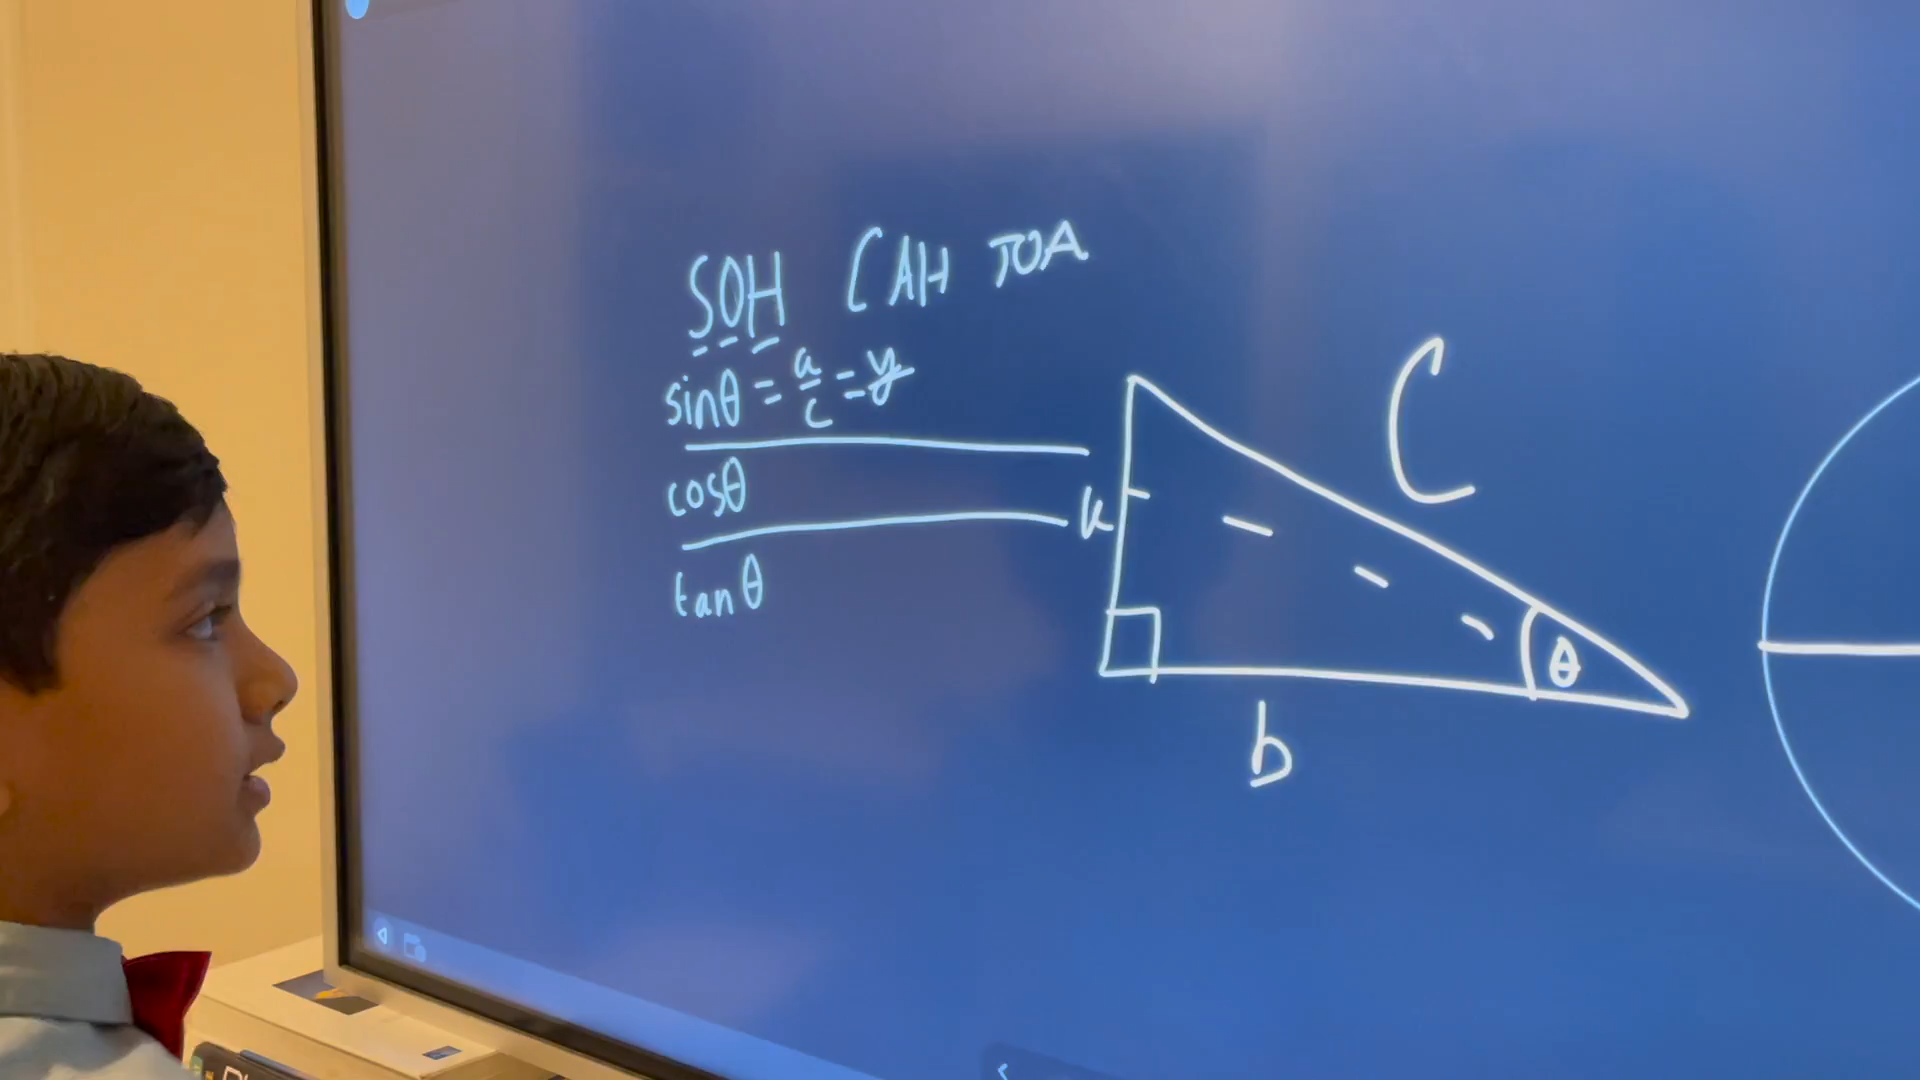 SOH CAH TOA
sinθ = a/c = y
cosθ
tanθ
a
C
b
θ